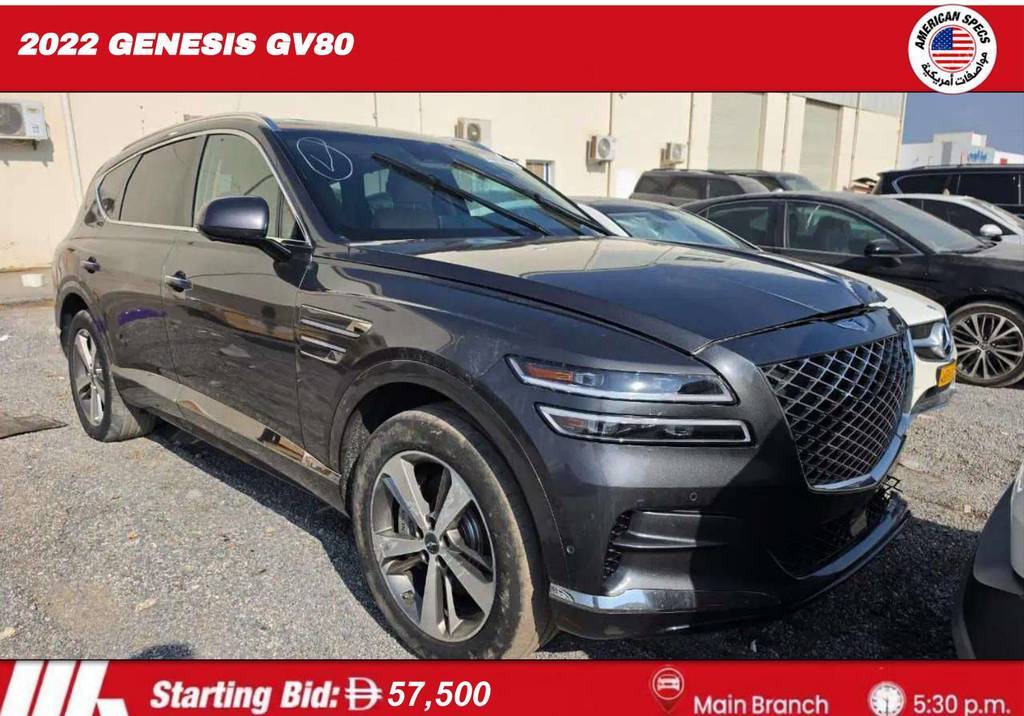 2022 GENESIS GV80
AMERICAN SPECS
مواصفات أمريكية
Starting Bid: 57,500
Main Branch
5:30 p.m.